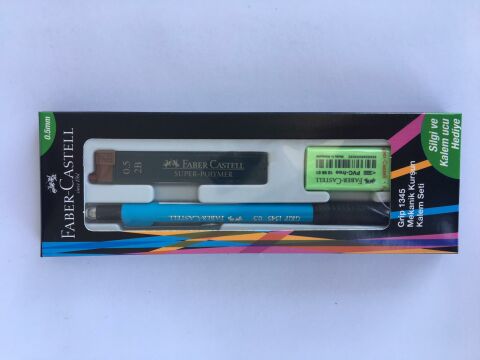 0.5mm
FABER-CASTELL
since 1761
0.5
2B
FABER CASTELL
SUPER-POLYMER
FABER-CASTELL
PVC-free
GRIP 1345 0.5
FABER-CASTELL
Silgi ve
Kalem ucu
Hediye
Grip 1345
Mekanik Kurşun
Kalem Seti